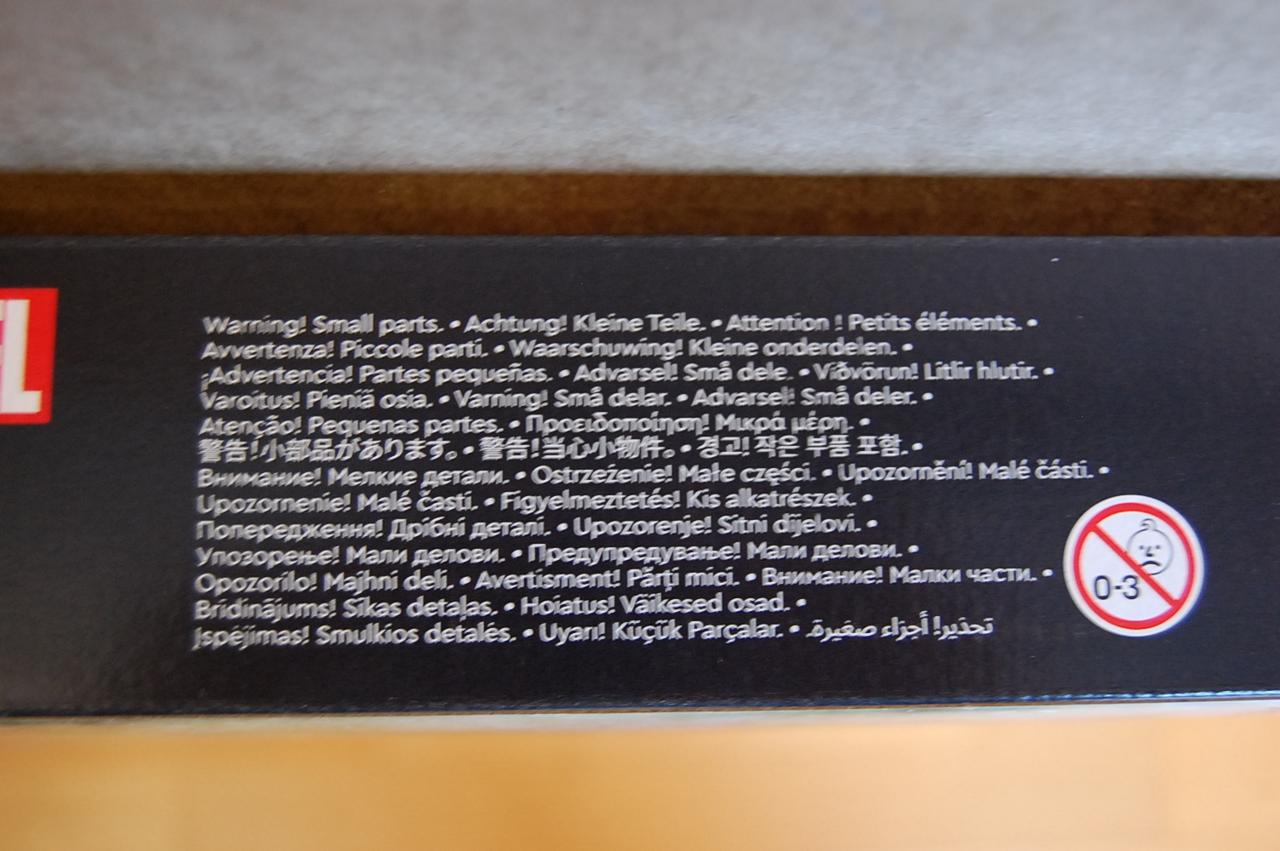 Warning! Small parts. • Achtung! Kleine Teile. • Attention ! Petits éléments. •
Avvertenza! Piccole parti. • Waarschuwing! Kleine onderdelen. •
¡Advertencia! Partes pequeñas. • Advarsel! Små dele. • Viðvörun! Litlir hlutir. •
Varoitus! Pieniä osia. • Varning! Små delar. • Advarsel! Små deler. •
Atenção! Pequenas partes. • Προειδοποίηση! Μικρά μέρη. •
警告!小部品があります。• 警告!当心小物件。• 경고! 작은 부품 포함. •
Внимание! Мелкие детали. • Ostrzeżenie! Małe części. • Upozornění! Malé části. •
Upozornenie! Malé časti. • Figyelmeztetés! Kis alkatrészek. •
Попередження! Дрібні деталі. • Upozorenje! Sitni dijelovi. •
Упозорење! Мали делови. • Предупредување! Мали делови. •
Opozorilo! Majhni deli. • Avertisment! Părți mici. • Внимание! Малки части. •
Brīdinājums! Sīkas detaļas. • Hoiatus! Väikesed osad. •
Įspėjimas! Smulkios detalės. • Uyarı! Küçük Parçalar. • تحذير! أجزاء صغيرة.
0-3